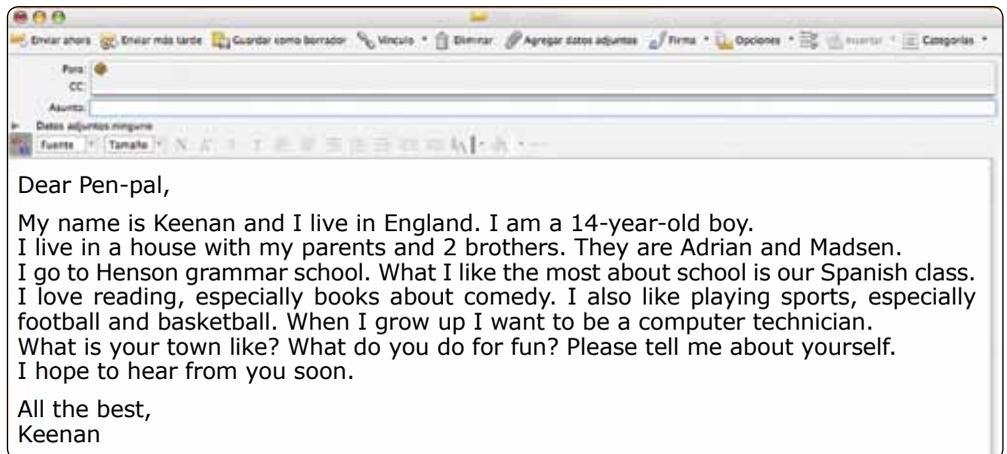 Enviar ahora Enviar más tarde Guardar como borrador Vínculo Eliminar Agregar datos adjuntos Firma Opciones Insertar Categorías
Para:
CC:
Asunto:
Datos adjuntos: ninguno
Fuente Tamaño N
Dear Pen-pal,
My name is Keenan and I live in England. I am a 14-year-old boy.
I live in a house with my parents and 2 brothers. They are Adrian and Madsen.
I go to Henson grammar school. What I like the most about school is our Spanish class.
I love reading, especially books about comedy. I also like playing sports, especially
football and basketball. When I grow up I want to be a computer technician.
What is your town like? What do you do for fun? Please tell me about yourself.
I hope to hear from you soon.
All the best,
Keenan